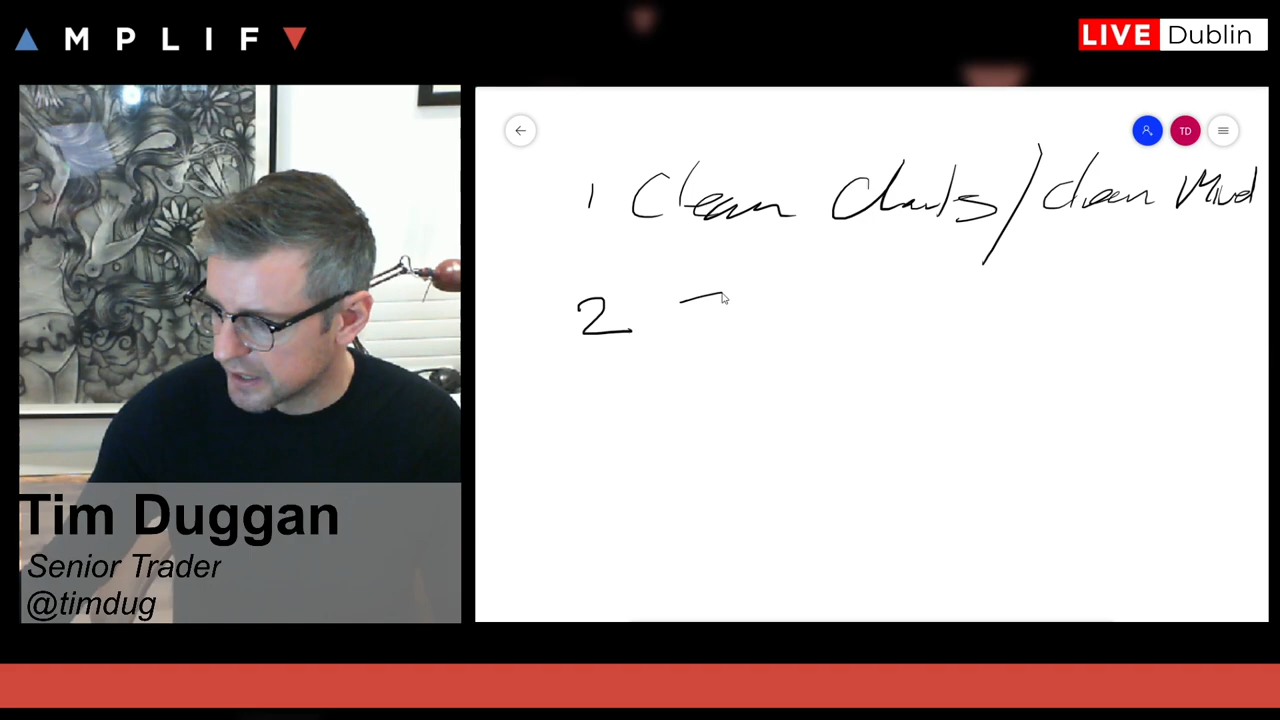 AMPLIFY
LIVE Dublin
TD
1 Clean Charts / Clean Mind
2
Tim Duggan
Senior Trader
@timdug